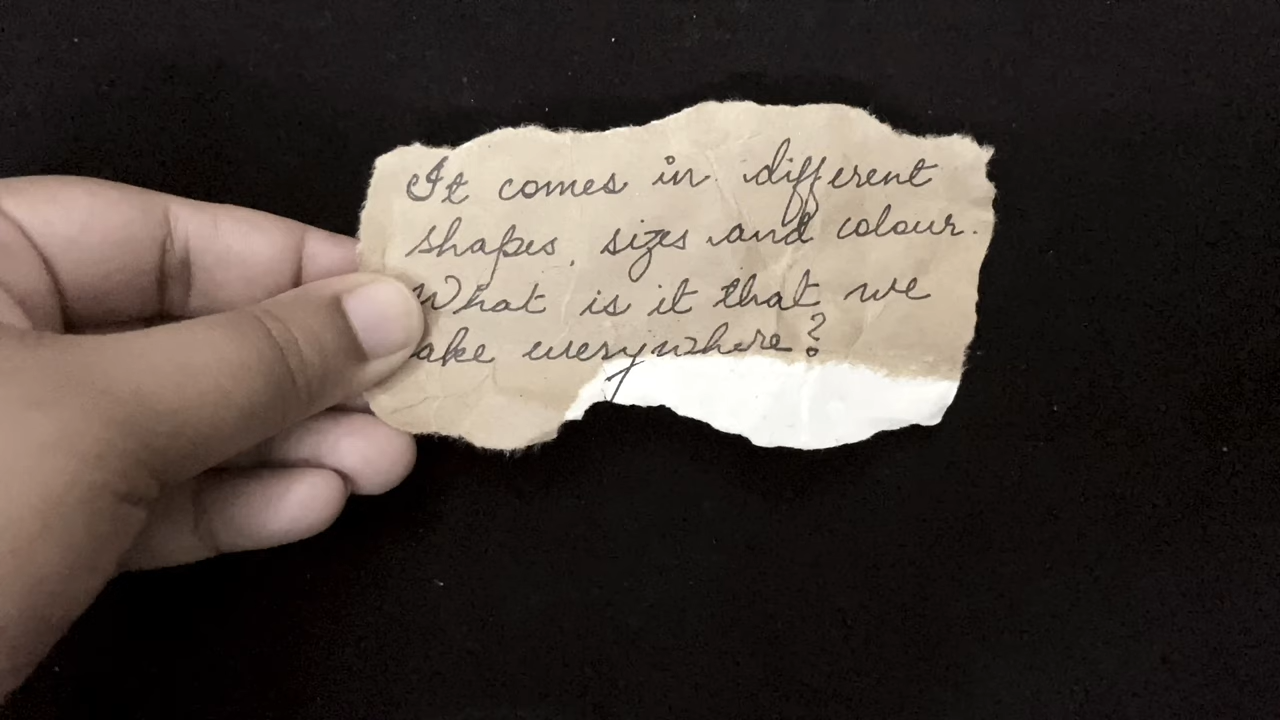 It comes in different
shapes, sizes and colour.
What is it that we
ake everywhere?